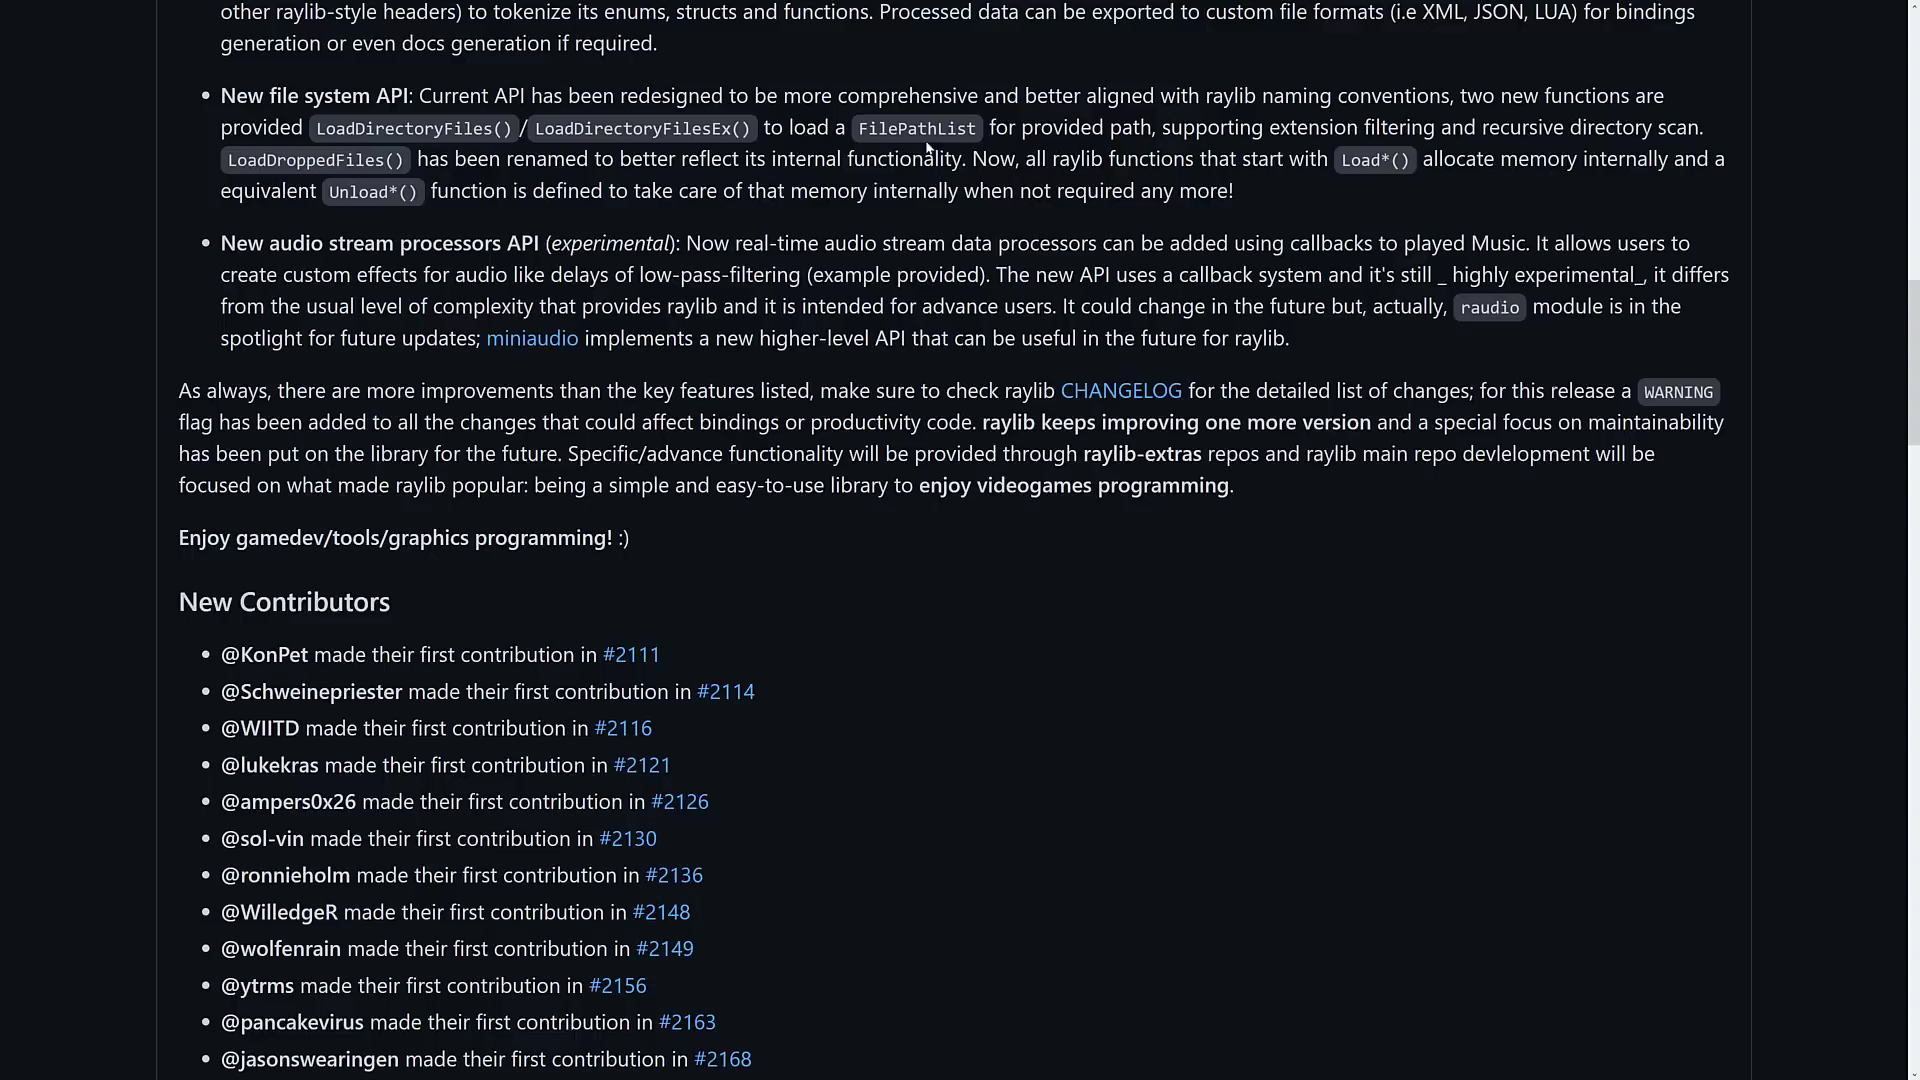 other raylib-style headers) to tokenize its enums, structs and functions. Processed data can be exported to custom file formats (i.e XML, JSON, LUA) for bindings
generation or even docs generation if required.
• New file system API: Current API has been redesigned to be more comprehensive and better aligned with raylib naming conventions, two new functions are
provided LoadDirectoryFiles()/LoadDirectoryFilesEx() to load a FilePathList for provided path, supporting extension filtering and recursive directory scan.
LoadDroppedFiles() has been renamed to better reflect its internal functionality. Now, all raylib functions that start with Load*() allocate memory internally and a
equivalent Unload*() function is defined to take care of that memory internally when not required any more!
• New audio stream processors API (experimental): Now real-time audio stream data processors can be added using callbacks to played Music. It allows users to
create custom effects for audio like delays of low-pass-filtering (example provided). The new API uses a callback system and it's still _ highly experimental_, it differs
from the usual level of complexity that provides raylib and it is intended for advance users. It could change in the future but, actually, raudio module is in the
spotlight for future updates; miniaudio implements a new higher-level API that can be useful in the future for raylib.
As always, there are more improvements than the key features listed, make sure to check raylib CHANGELOG for the detailed list of changes; for this release a WARNING
flag has been added to all the changes that could affect bindings or productivity code. raylib keeps improving one more version and a special focus on maintainability
has been put on the library for the future. Specific/advance functionality will be provided through raylib-extras repos and raylib main repo devlelopment will be
focused on what made raylib popular: being a simple and easy-to-use library to enjoy videogames programming.
Enjoy gamedev/tools/graphics programming! :)
New Contributors
• @KonPet made their first contribution in #2111
• @Schweinepriester made their first contribution in #2114
• @WIITD made their first contribution in #2116
• @lukekras made their first contribution in #2121
• @ampers0x26 made their first contribution in #2126
• @sol-vin made their first contribution in #2130
• @ronnieholm made their first contribution in #2136
• @WilledgeR made their first contribution in #2148
• @wolfenrain made their first contribution in #2149
• @ytrms made their first contribution in #2156
• @pancakevirus made their first contribution in #2163
• @jasonswearingen made their first contribution in #2168